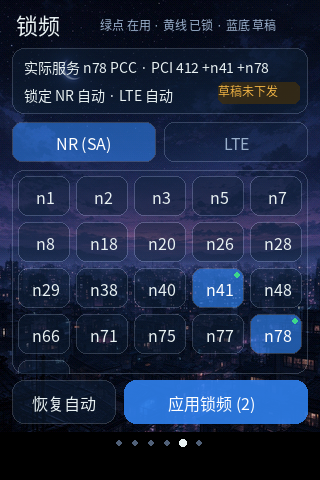 锁频
绿点 在用 · 黄线 已锁 · 蓝底 草稿
实际服务 n78 PCC · PCI 412 +n41 +n78
锁定 NR 自动 · LTE 自动
草稿未下发
NR (SA)
LTE
n1 n2 n3 n5 n7
n8 n18 n20 n26 n28
n29 n38 n40 n41 n48
n66 n71 n75 n77 n78
恢复自动
应用锁频 (2)